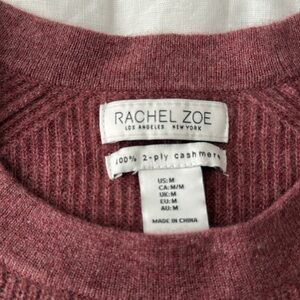 RACHEL ZOE
LOS ANGELES NEW YORK
100% 2-ply cashmere
US: M
CA: M/M
UK: M
EU: M
AU: M
MADE IN CHINA